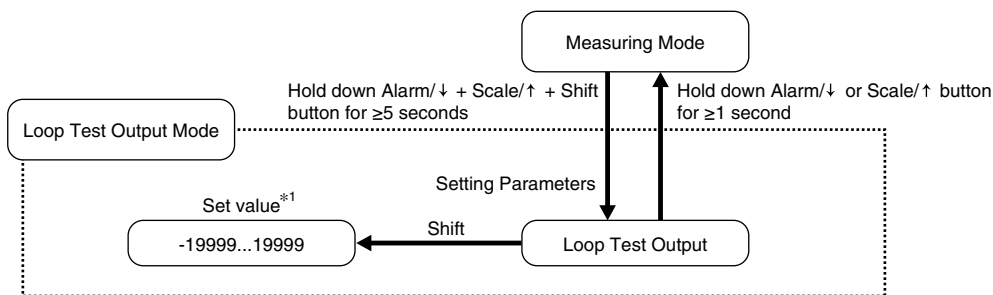 Measuring Mode
Hold down Alarm/↓ + Scale/↑ + Shift
button for ≥5 seconds
Hold down Alarm/↓ or Scale/↑ button
for ≥1 second
Loop Test Output Mode
Setting Parameters
Set value*1
-19999...19999
Shift
Loop Test Output